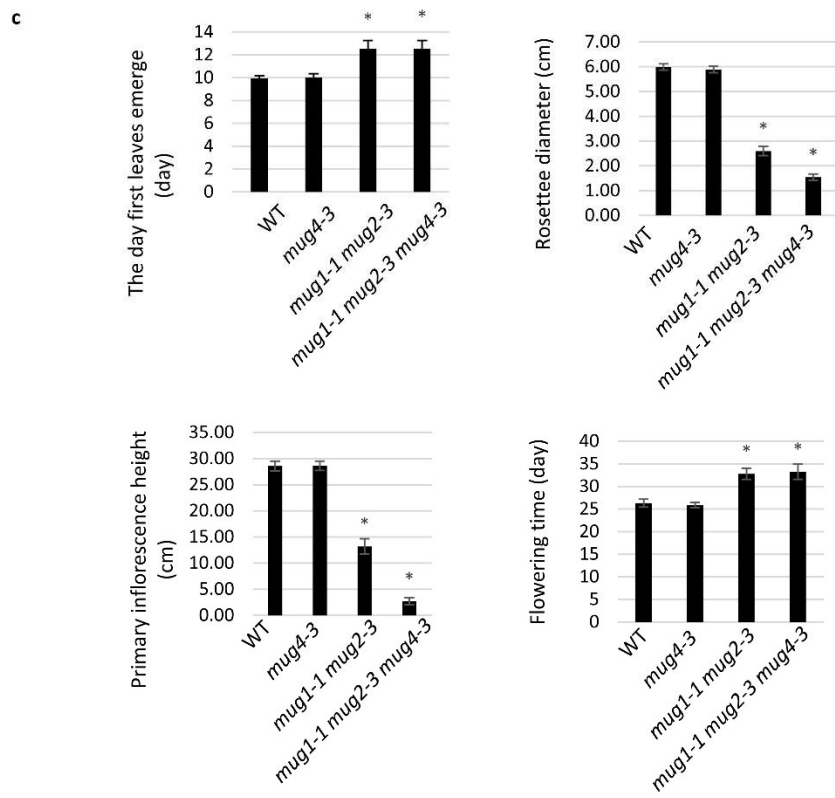 c
The day first leaves emerge
(day)
14
12
10
8
6
4
2
0
*
*
WT
mug4-3
mug1-1 mug2-3
mug1-1 mug2-3 mug4-3
Rosettee diameter (cm)
7.00
6.00
5.00
4.00
3.00
2.00
1.00
0.00
*
*
WT
mug4-3
mug1-1 mug2-3
mug1-1 mug2-3 mug4-3
Primary inflorescence height
(cm)
35.00
30.00
25.00
20.00
15.00
10.00
5.00
0.00
*
*
WT
mug4-3
mug1-1 mug2-3
mug1-1 mug2-3 mug4-3
Flowering time (day)
40
35
30
25
20
15
10
5
0
*
*
WT
mug4-3
mug1-1 mug2-3
mug1-1 mug2-3 mug4-3